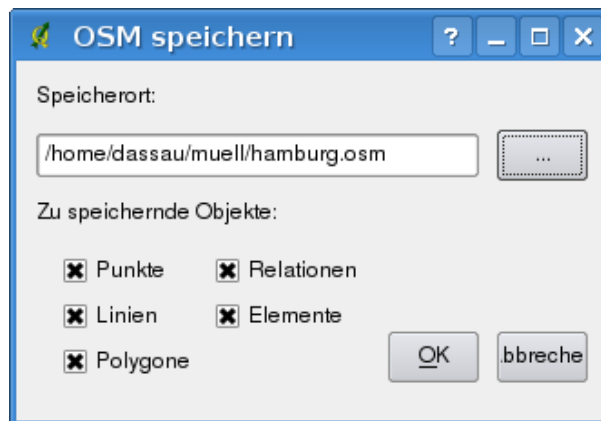 OSM speichern ?
Speicherort:
/home/dassau/muell/hamburg.osm ...
Zu speichernde Objekte:
Punkte Relationen
Linien Elemente
Polygone
OK .bbreche